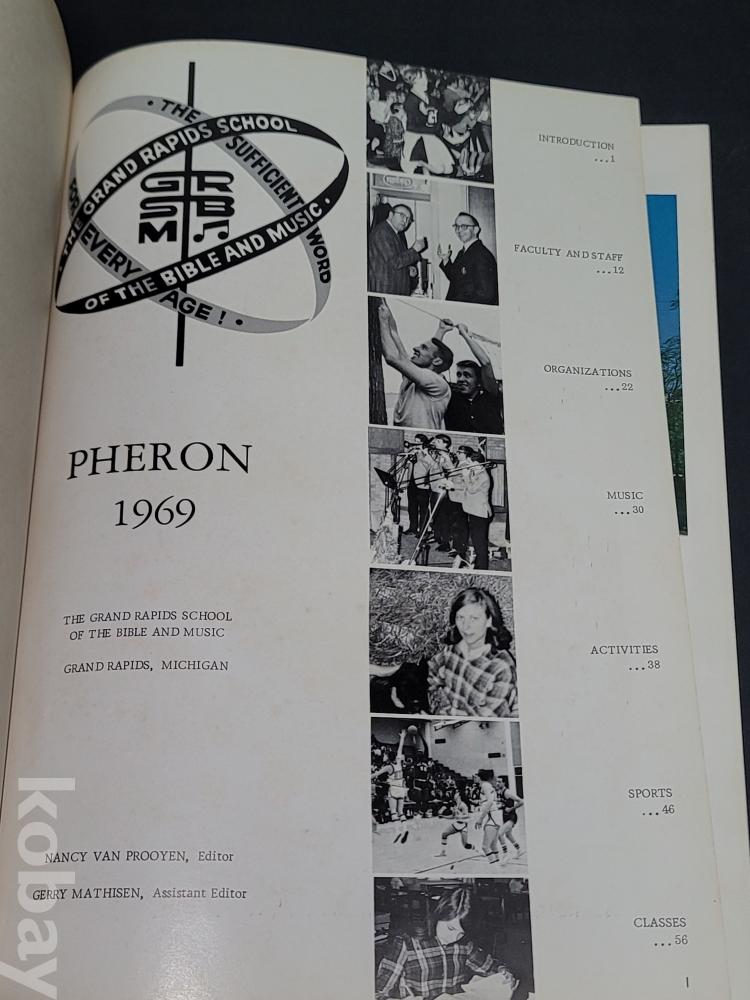 • THE SUFFICIENT WORD
FOR EVERY AGE! •
• THE GRAND RAPIDS SCHOOL
OF THE BIBLE AND MUSIC •
GR
SB
M
PHERON
1969
THE GRAND RAPIDS SCHOOL
OF THE BIBLE AND MUSIC
GRAND RAPIDS, MICHIGAN
NANCY VAN PROOYEN, Editor
GERRY MATHISEN, Assistant Editor
INTRODUCTION
...1
FACULTY AND STAFF
...12
ORGANIZATIONS
...22
MUSIC
...30
ACTIVITIES
...38
SPORTS
...46
CLASSES
...56
1
kobay